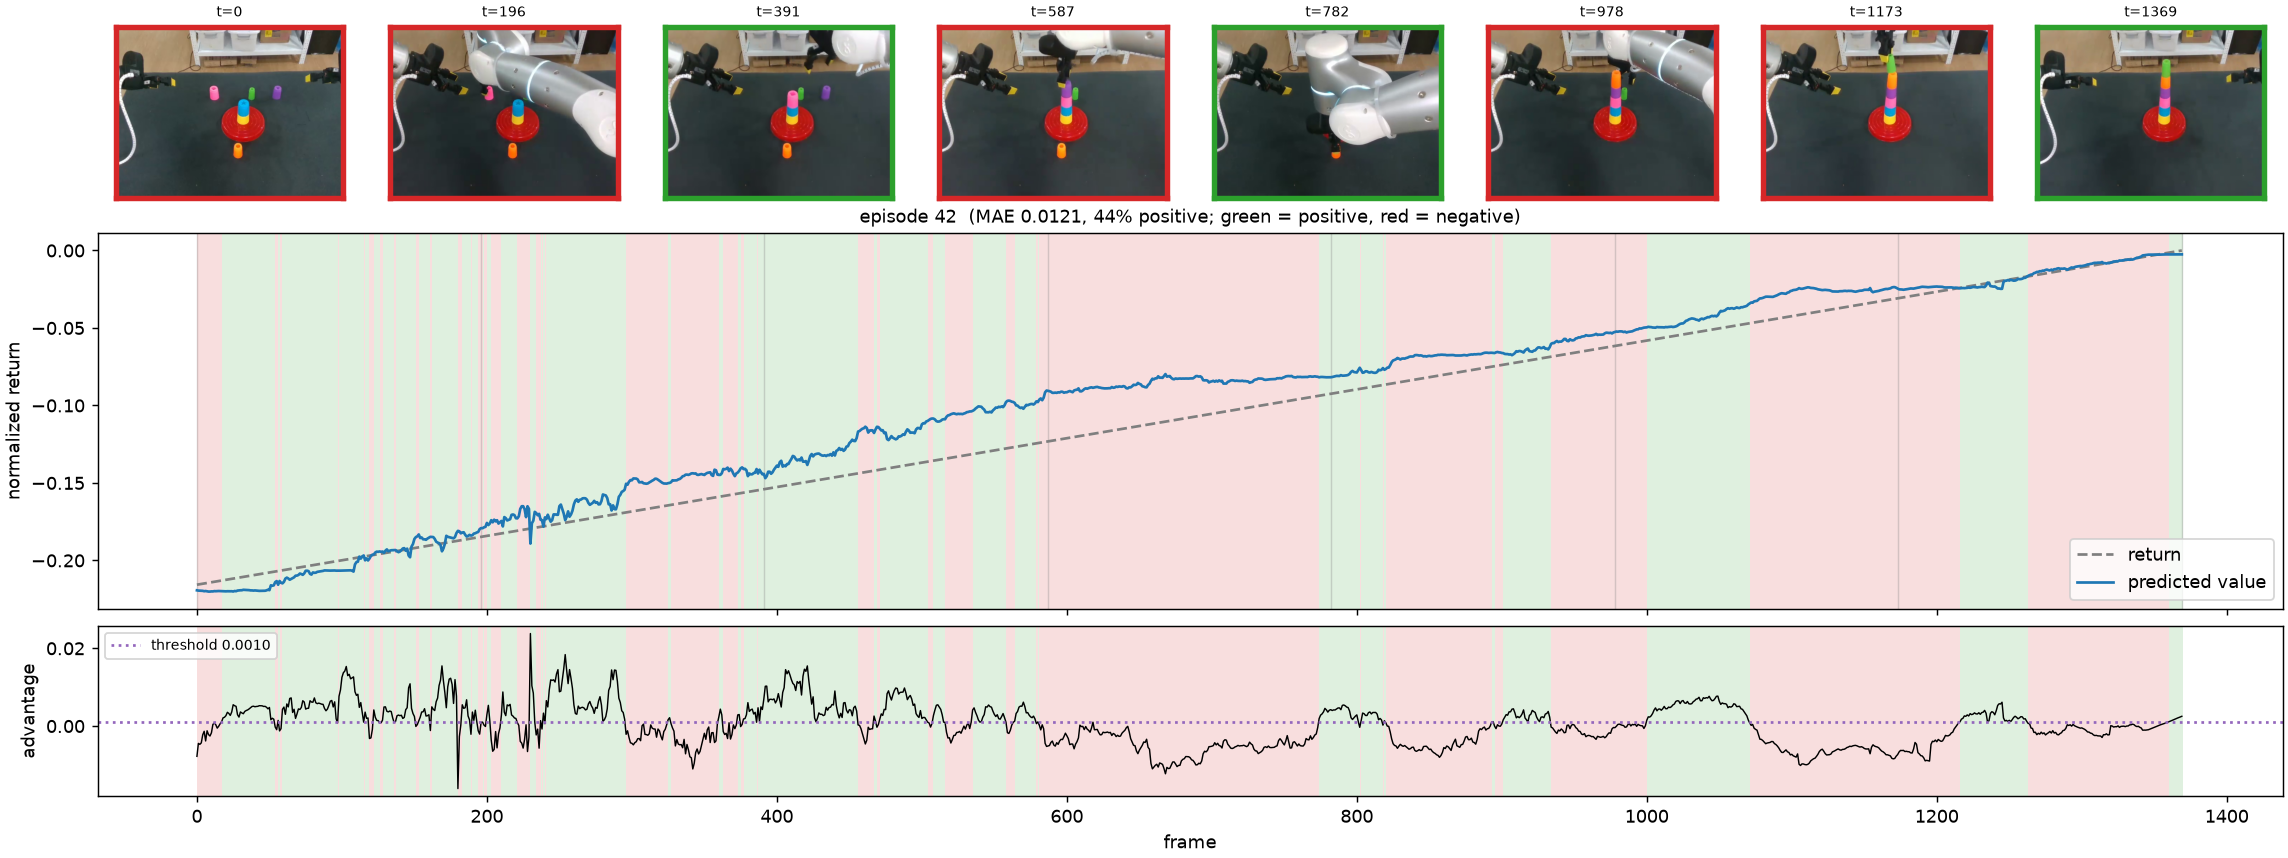 t=0 t=196 t=391 t=587 t=782 t=978 t=1173 t=1369
episode 42  (MAE 0.0121, 44% positive; green = positive, red = negative)
normalized return
0.00
−0.05
−0.10
−0.15
−0.20
return
predicted value
advantage
0.02
0.00
threshold 0.0010
0 200 400 600 800 1000 1200 1400
frame